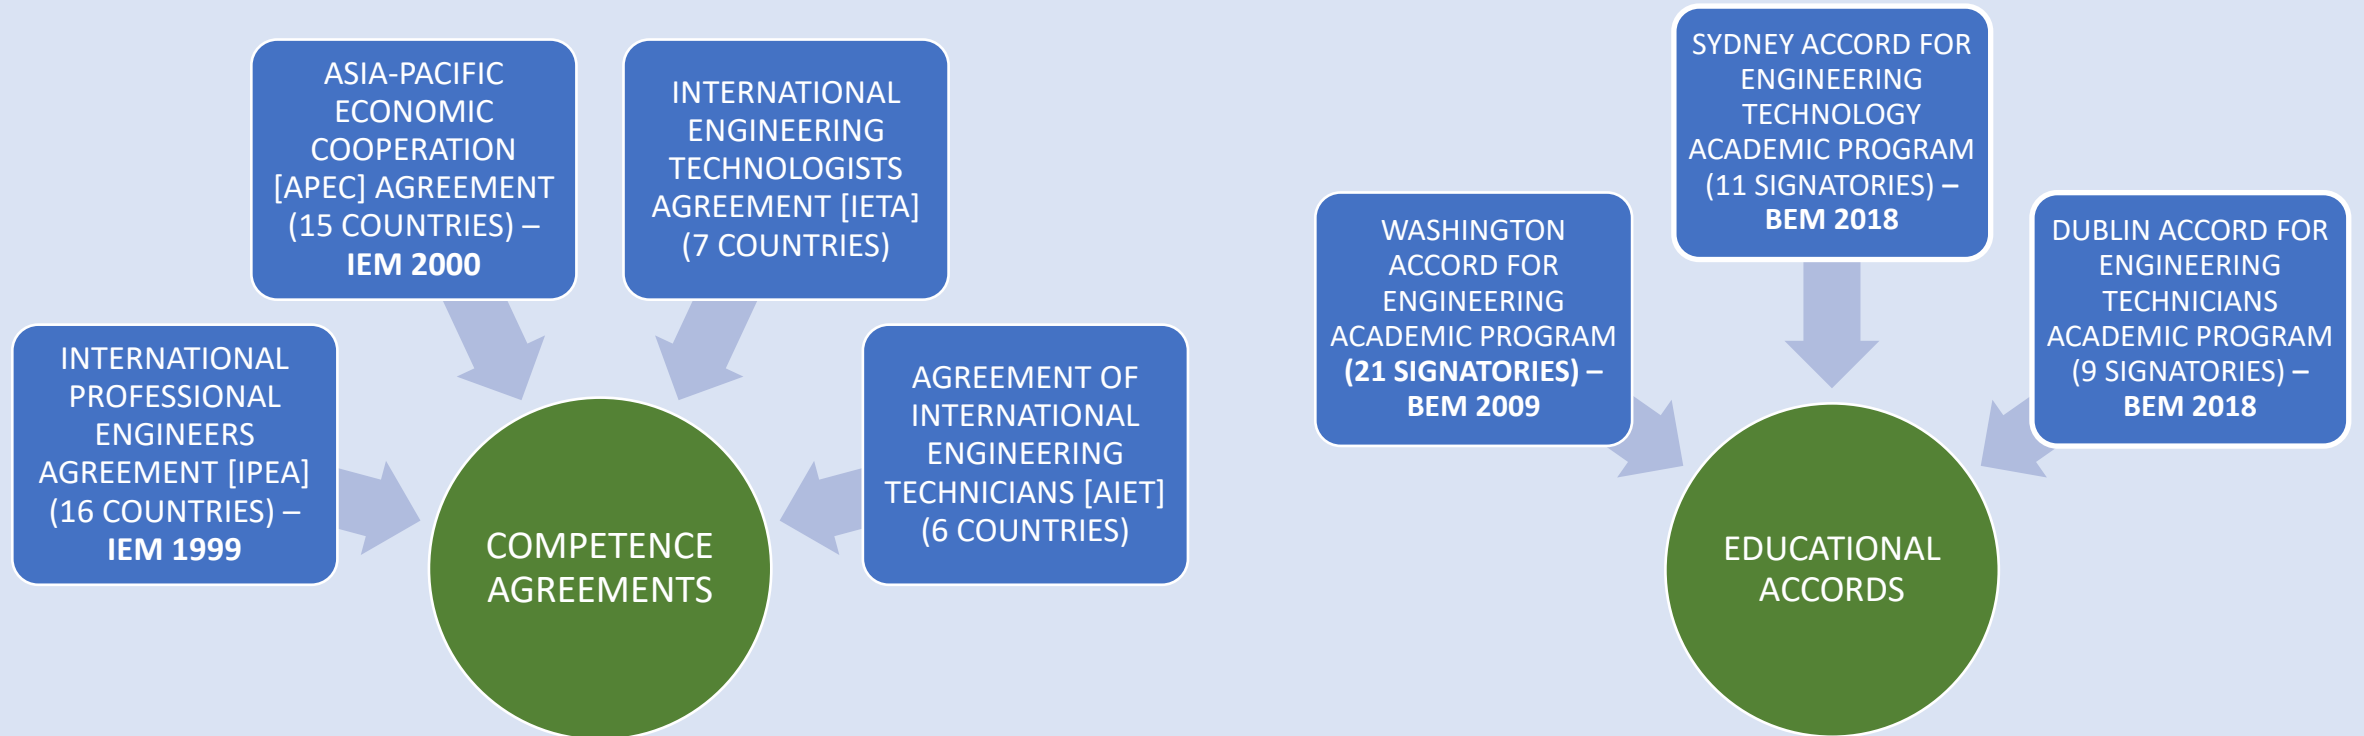 INTERNATIONAL
PROFESSIONAL
ENGINEERS
AGREEMENT [IPEA]
(16 COUNTRIES) –
IEM 1999
ASIA-PACIFIC
ECONOMIC
COOPERATION
[APEC] AGREEMENT
(15 COUNTRIES) –
IEM 2000
INTERNATIONAL
ENGINEERING
TECHNOLOGISTS
AGREEMENT [IETA]
(7 COUNTRIES)
AGREEMENT OF
INTERNATIONAL
ENGINEERING
TECHNICIANS [AIET]
(6 COUNTRIES)
COMPETENCE
AGREEMENTS
WASHINGTON
ACCORD FOR
ENGINEERING
ACADEMIC PROGRAM
(21 SIGNATORIES) –
BEM 2009
SYDNEY ACCORD FOR
ENGINEERING
TECHNOLOGY
ACADEMIC PROGRAM
(11 SIGNATORIES) –
BEM 2018
DUBLIN ACCORD FOR
ENGINEERING
TECHNICIANS
ACADEMIC PROGRAM
(9 SIGNATORIES) –
BEM 2018
EDUCATIONAL
ACCORDS